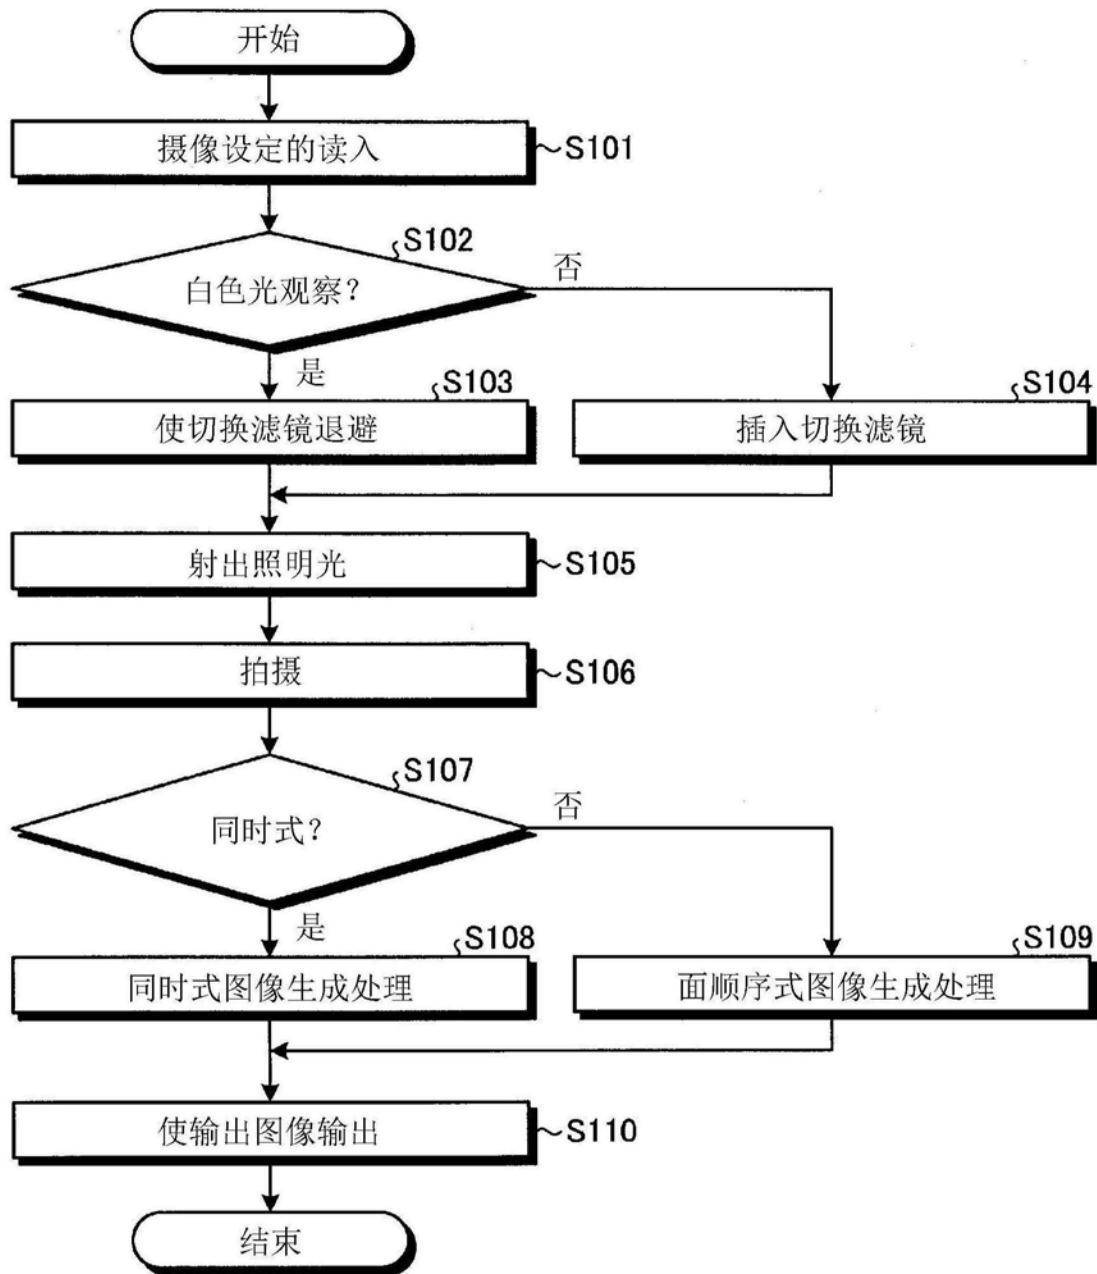 开始
摄像设定的读入
S101
S102
白色光观察？
否
是
S103
使切换滤镜退避
S104
插入切换滤镜
射出照明光
S105
拍摄
S106
S107
同时式？
否
是
S108
同时式图像生成处理
S109
面顺序式图像生成处理
使输出图像输出
S110
结束